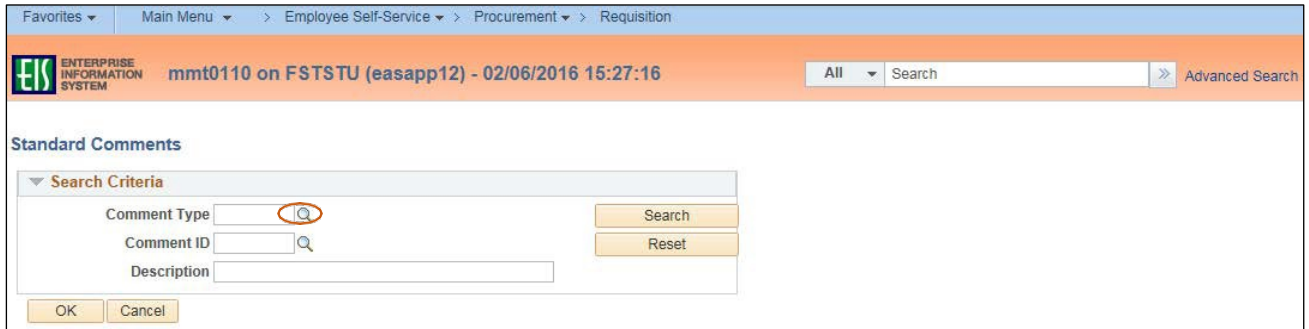 Favorites Main Menu > Employee Self-Service > Procurement > Requisition
EIS ENTERPRISE INFORMATION SYSTEM
mmt0110 on FSTSTU (easapp12) - 02/06/2016 15:27:16
All Search » Advanced Search
Standard Comments
Search Criteria
Comment Type Search
Comment ID Reset
Description
OK Cancel